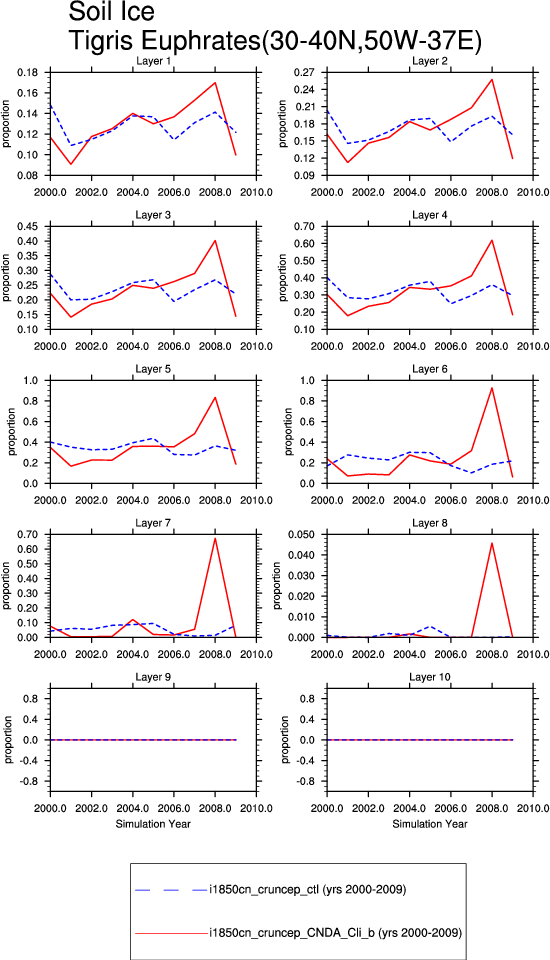 Soil Ice
Tigris Euphrates(30-40N,50W-37E)
Layer 1
Layer 2
0.18
0.16
0.14
0.12
0.10
0.08
proportion
2000.0 2002.0 2004.0 2006.0 2008.0 2010.0
0.27
0.24
0.21
0.18
0.15
0.12
0.09
proportion
2000.0 2002.0 2004.0 2006.0 2008.0 2010.0
Layer 3
Layer 4
0.45
0.40
0.35
0.30
0.25
0.20
0.15
0.10
proportion
2000.0 2002.0 2004.0 2006.0 2008.0 2010.0
0.70
0.60
0.50
0.40
0.30
0.20
0.10
proportion
2000.0 2002.0 2004.0 2006.0 2008.0 2010.0
Layer 5
Layer 6
1.0
0.8
0.6
0.4
0.2
0.0
proportion
2000.0 2002.0 2004.0 2006.0 2008.0 2010.0
1.0
0.8
0.6
0.4
0.2
0.0
proportion
2000.0 2002.0 2004.0 2006.0 2008.0 2010.0
Layer 7
Layer 8
0.70
0.60
0.50
0.40
0.30
0.20
0.10
0.00
proportion
2000.0 2002.0 2004.0 2006.0 2008.0 2010.0
0.050
0.040
0.030
0.020
0.010
0.000
proportion
2000.0 2002.0 2004.0 2006.0 2008.0 2010.0
Layer 9
Layer 10
0.8
0.4
0.0
-0.4
-0.8
proportion
2000.0 2002.0 2004.0 2006.0 2008.0 2010.0
Simulation Year
0.8
0.4
0.0
-0.4
-0.8
proportion
2000.0 2002.0 2004.0 2006.0 2008.0 2010.0
Simulation Year
i1850cn_cruncep_ctl (yrs 2000-2009)
i1850cn_cruncep_CNDA_Cli_b (yrs 2000-2009)